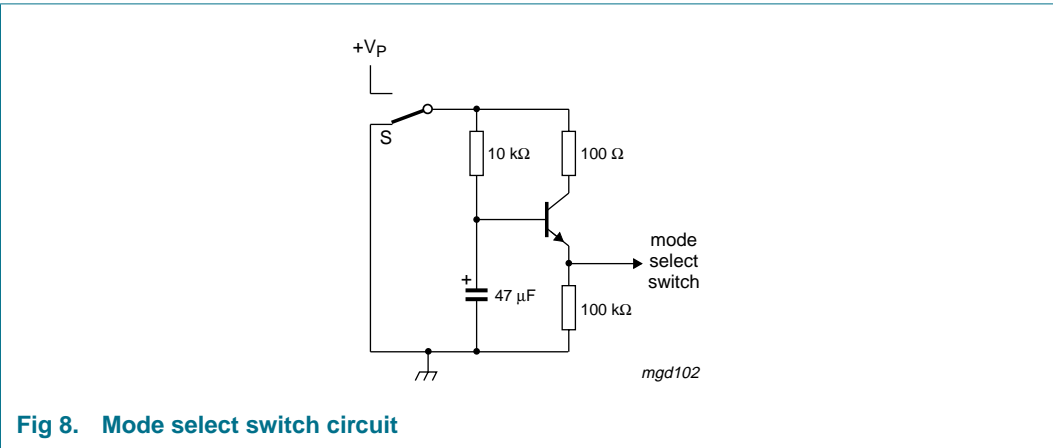 +VP
S
10 kΩ
100 Ω
mode
select
switch
+
47 μF
100 kΩ
mgd102
Fig 8. Mode select switch circuit